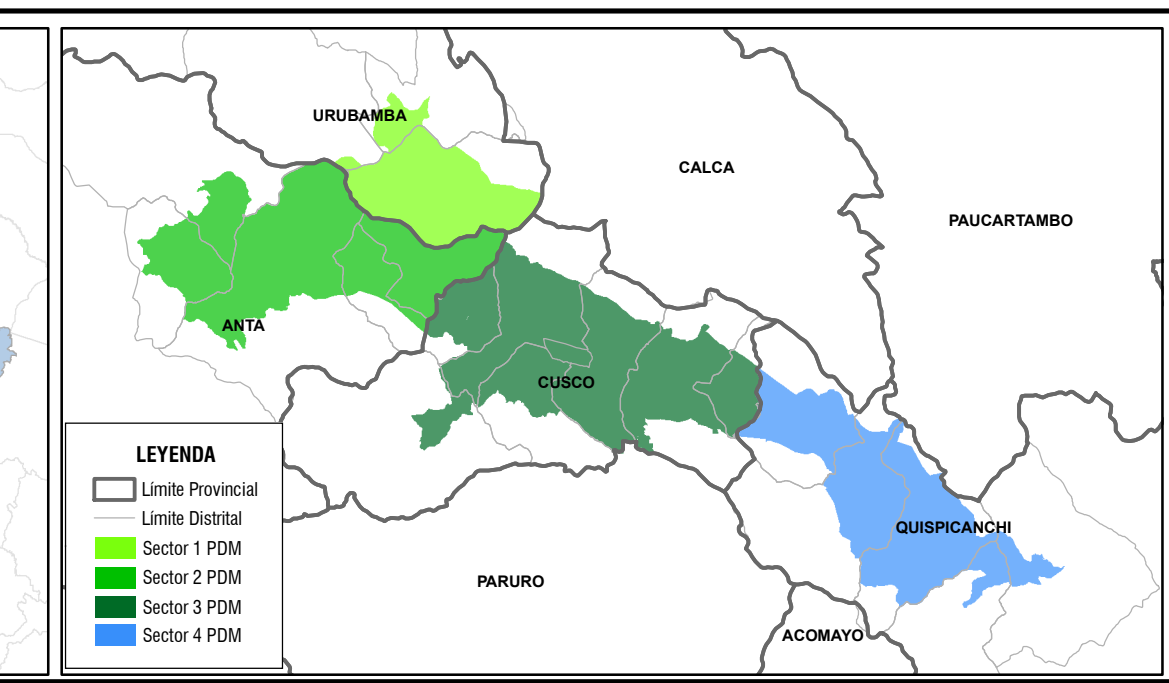 URUBAMBA
CALCA
PAUCARTAMBO
ANTA
CUSCO
LEYENDA
Límite Provincial
Límite Distrital
Sector 1 PDM
Sector 2 PDM
Sector 3 PDM
Sector 4 PDM
QUISPICANCHI
PARURO
ACOMAYO